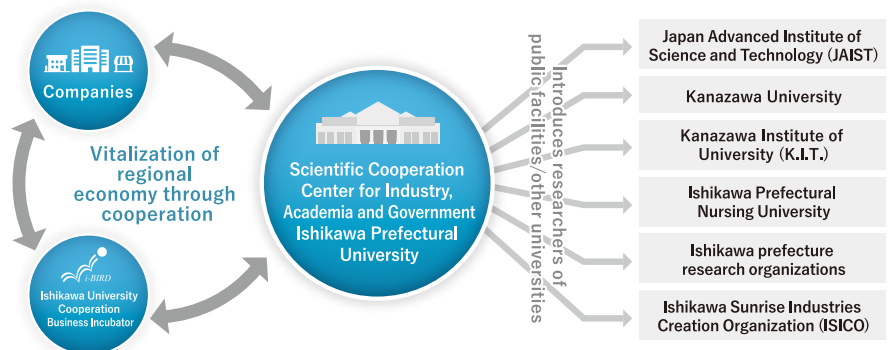 Companies
Vitalization of
regional
economy through
cooperation
i-BIRD
Ishikawa University
Cooperation
Business Incubator
Scientific Cooperation
Center for Industry,
Academia and Government
Ishikawa Prefectural
University
Introduces researchers of
public facilities/other universities
Japan Advanced Institute of
Science and Technology (JAIST)
Kanazawa University
Kanazawa Institute of
University (K.I.T.)
Ishikawa Prefectural
Nursing University
Ishikawa prefecture
research organizations
Ishikawa Sunrise Industries
Creation Organization (ISICO)